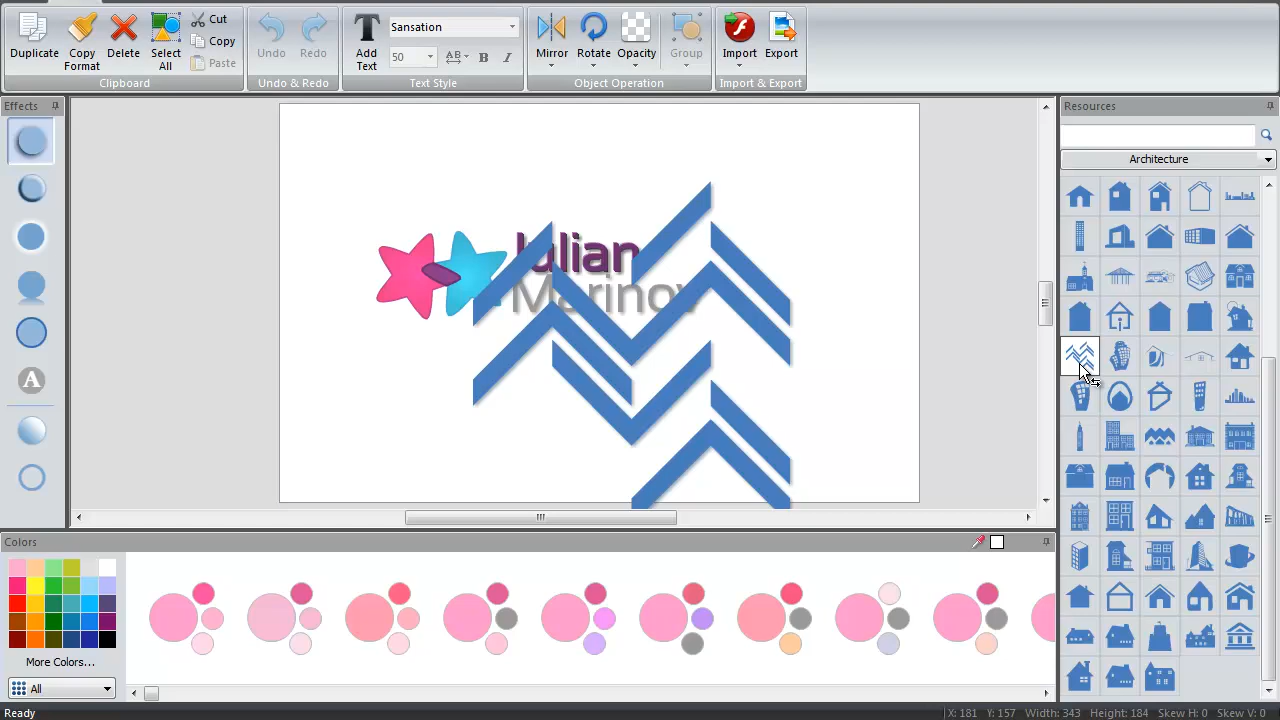 Duplicate
Copy Format
Delete
Select All
Cut
Copy
Paste
Clipboard
Undo
Redo
Undo & Redo
Add Text
Sansation
50
AB
B
I
Text Style
Mirror
Rotate
Opacity
Group
Object Operation
Import
Export
Import & Export
Effects
A
Julian
Marinov
Resources
Architecture
Colors
More Colors...
All
Ready
X: 181 Y: 157 Width: 343 Height: 184 Skew H: 0 Skew V: 0